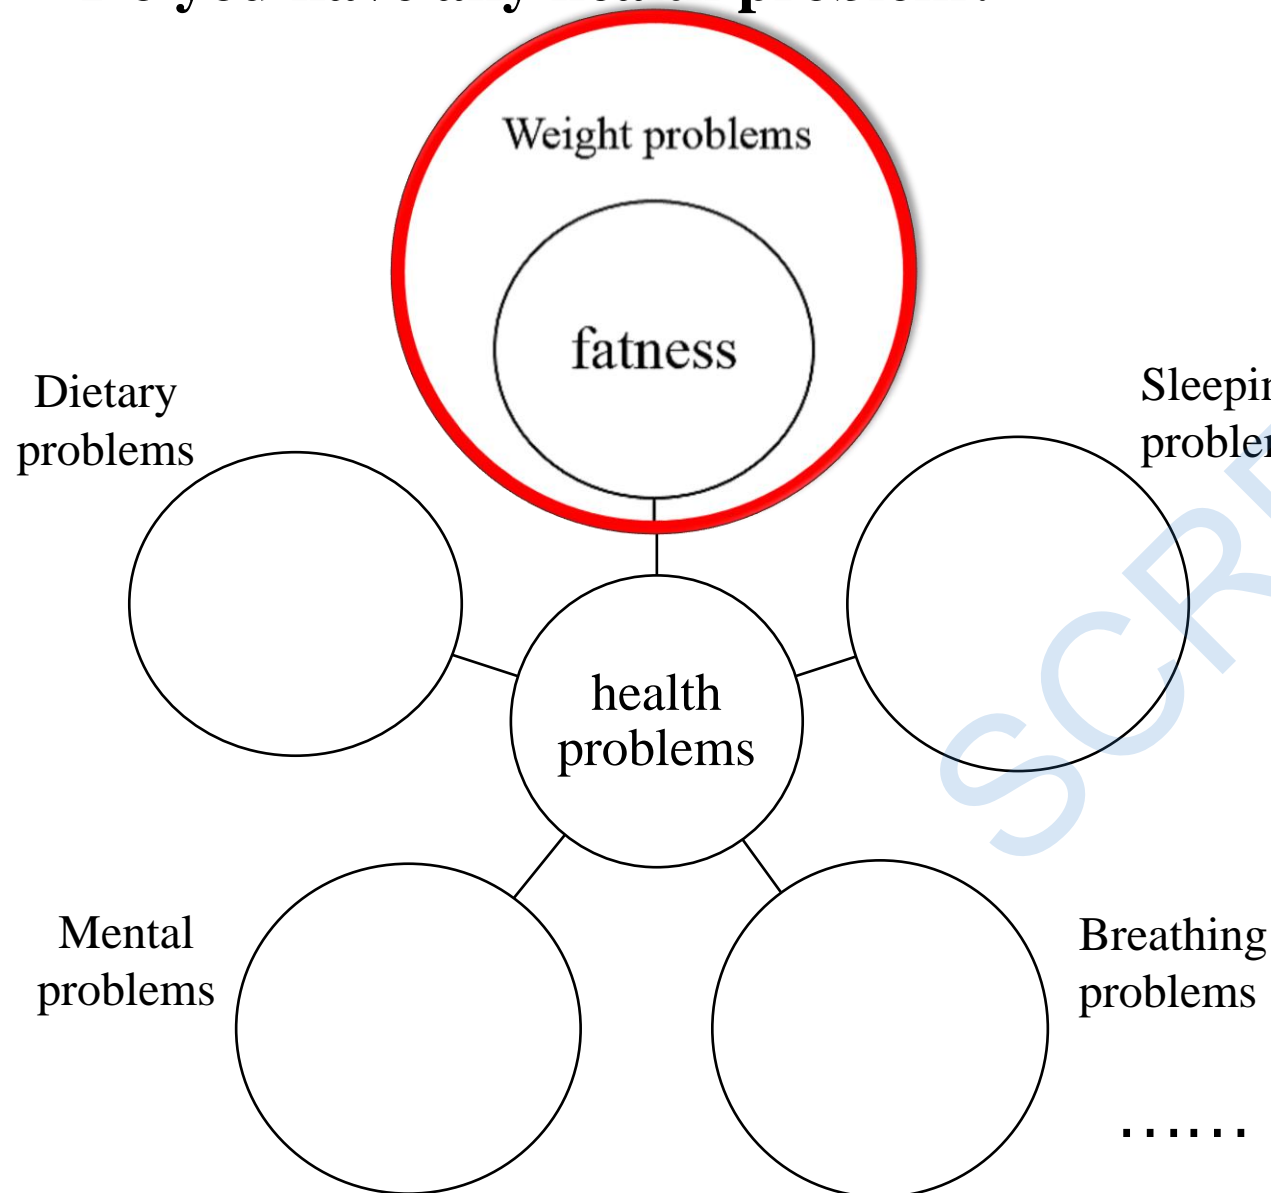 Weight problems
fatness
Dietary
problems
health
problems
Mental
problems
Breathing
problems
......